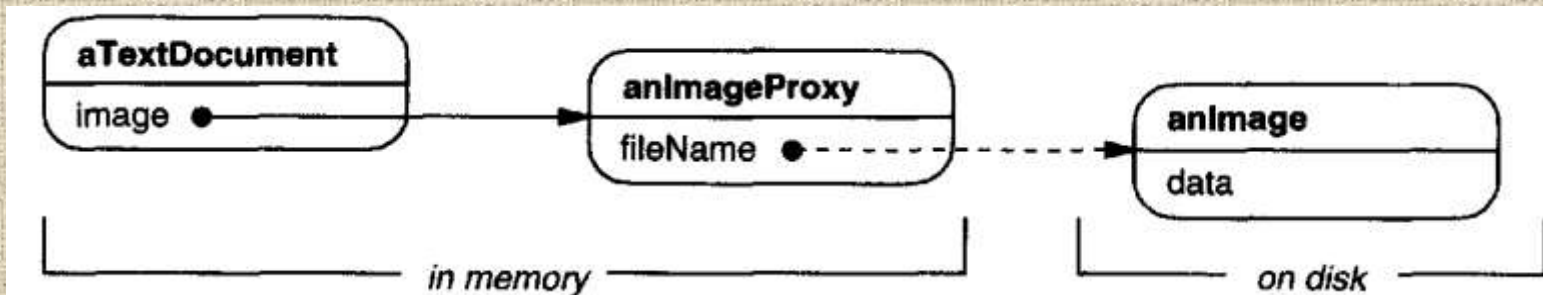 aTextDocument
image
anImageProxy
fileName
anImage
data
in memory
on disk